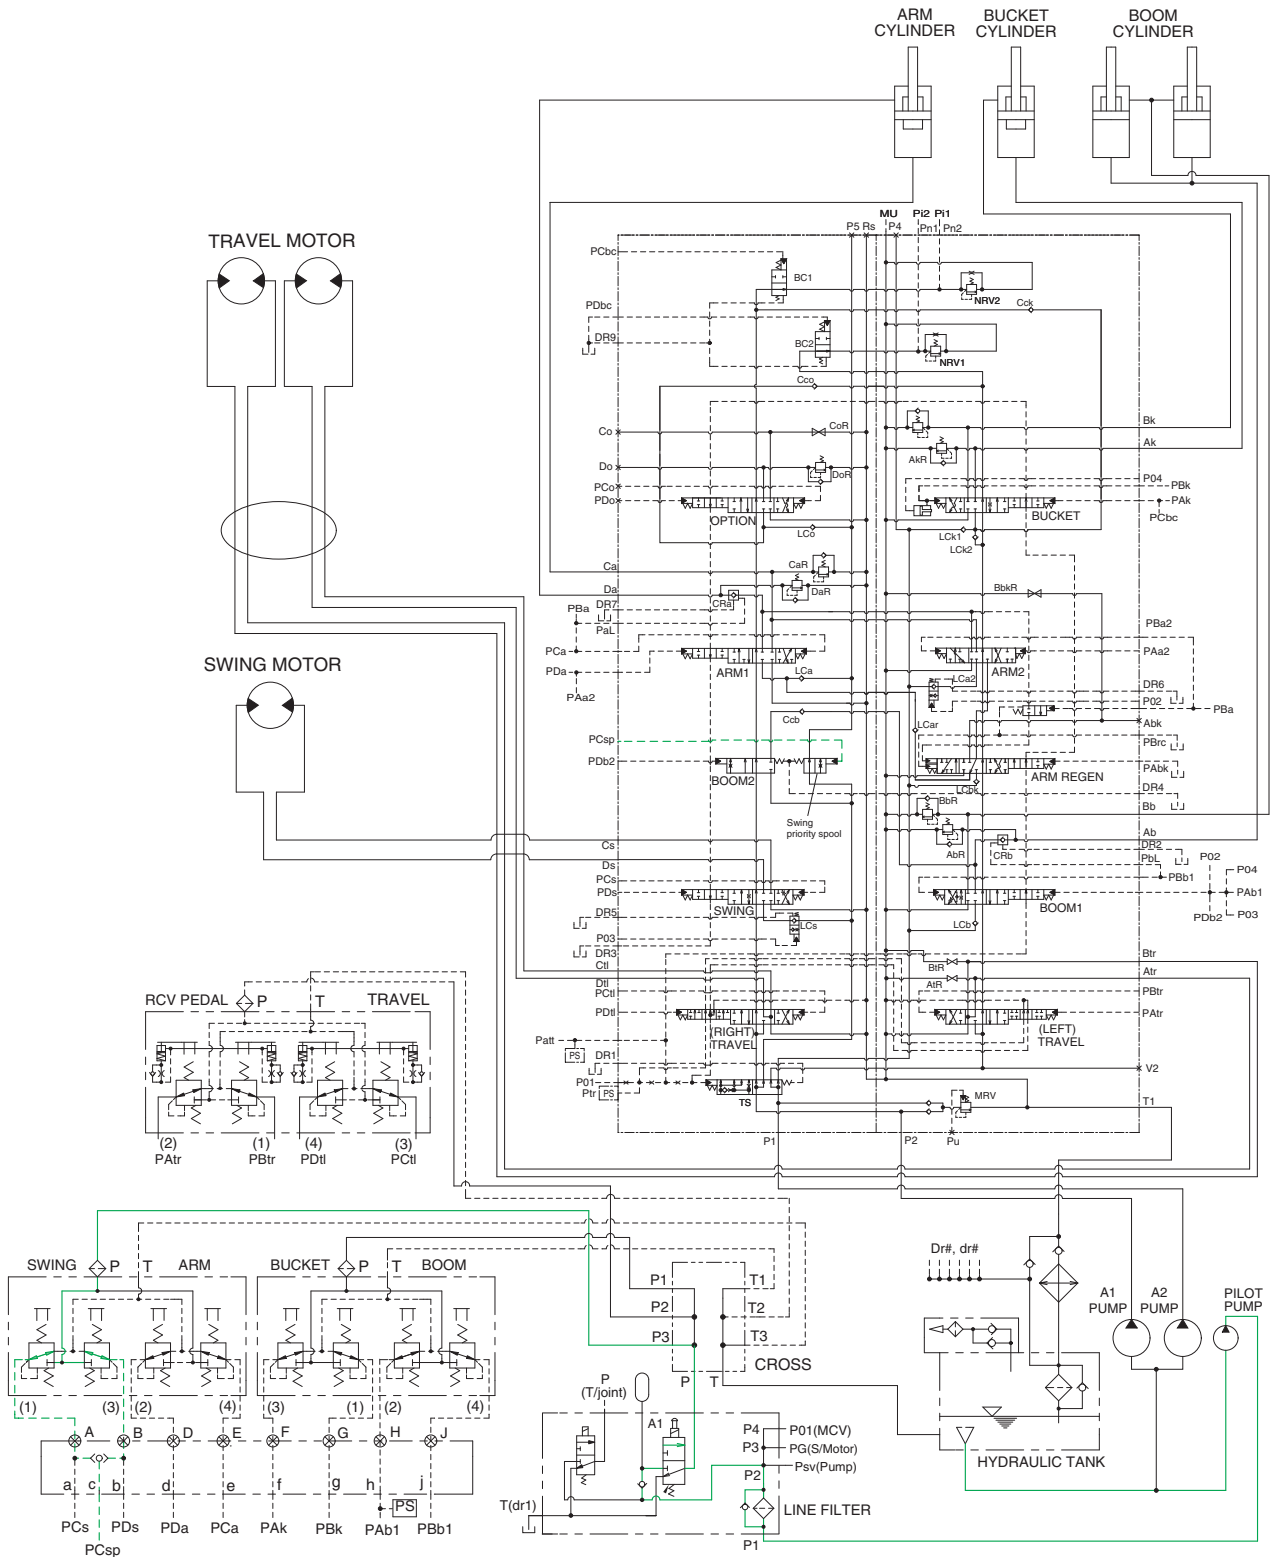 ARM
CYLINDER
BUCKET
CYLINDER
BOOM
CYLINDER
TRAVEL MOTOR
SWING MOTOR
P5 Rs
MU
P4
Pi2 Pi1
Pn1
Pn2
PCbc
BC1
NRV2
Cck
PDbc
DR9
BC2
NRV1
Cco
Co
CoR
Bk
Do
DoR
AkR
Ak
PCo
PDo
P04
PBk
PAk
PCbc
OPTION
BUCKET
LCo
LCk1
LCk2
Ca
CaR
Da
DaR
CRa
BbkR
PBa
DR7
PaL
PBa2
PCa
PAa2
PDa
PAa2
ARM1
LCa
ARM2
LCa2
DR6
P02
PBa
Ccb
LCar
Abk
PCsp
PBrc
PDb2
PAbk
BOOM2
ARM REGEN
LCbk
DR4
Swing
priority spool
BbR
Bb
Cs
AbR
CRb
Ab
DR2
Ds
PbL
P02
PCs
PBb1
P04
PDs
PAb1
SWING
BOOM1
PDb2
P03
DR5
LCs
LCb
P03
DR3
Ctl
BtR
Btr
Dtl
AtR
Atr
PCtl
PBtr
PDtl
PAtr
(RIGHT)
TRAVEL
(LEFT)
TRAVEL
Patt
PS
DR1
V2
P01
Ptr
PS
TS
MRV
T1
P1
P2
Pu
RCV PEDAL
P
T
TRAVEL
(2)
(1)
(4)
(3)
PAtr
PBtr
PDtl
PCtl
SWING
P
T
ARM
BUCKET
P
T
BOOM
(1)
(3)
(2)
(4)
(3)
(1)
(2)
(4)
A
B
D
E
F
G
H
J
a
c
b
d
e
f
g
h
j
PS
PCs
PDs
PDa
PCa
PAk
PBk
PAb1
PBb1
PCsp
P1
T1
P2
T2
P3
T3
CROSS
P
T
P
(T/joint)
A1
P4
P01(MCV)
P3
PG(S/Motor)
Psv(Pump)
P2
T(dr1)
LINE FILTER
P1
Dr#, dr#
A1
PUMP
A2
PUMP
PILOT
PUMP
HYDRAULIC TANK